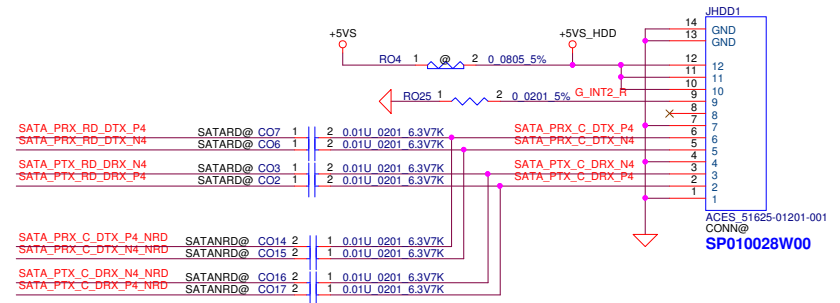 JHDD1
+5VS +5VS_HDD
14 GND
13 GND
RO4 1 @ 2 0_0805_5%
12 12
11 11
10 10
RO25 1 2 0_0201_5% G_INT2_R 9 9
8 8
7 7
SATA_PRX_RD_DTX_P4 SATARD@ CO7 1 2 0.01U_0201_6.3V7K SATA_PRX_C_DTX_P4 6 6
SATA_PRX_RD_DTX_N4 SATARD@ CO6 1 2 0.01U_0201_6.3V7K SATA_PRX_C_DTX_N4 5 5
4 4
SATA_PTX_RD_DRX_N4 SATARD@ CO3 1 2 0.01U_0201_6.3V7K SATA_PTX_C_DRX_N4 3 3
SATA_PTX_RD_DRX_P4 SATARD@ CO2 1 2 0.01U_0201_6.3V7K SATA_PTX_C_DRX_P4 2 2
1 1
ACES_51625-01201-001
CONN@
SP010028W00
SATA_PRX_C_DTX_P4_NRD SATANRD@ CO14 2 1 0.01U_0201_6.3V7K
SATA_PRX_C_DTX_N4_NRD SATANRD@ CO15 2 1 0.01U_0201_6.3V7K
SATA_PTX_C_DRX_N4_NRD SATANRD@ CO16 2 1 0.01U_0201_6.3V7K
SATA_PTX_C_DRX_P4_NRD SATANRD@ CO17 2 1 0.01U_0201_6.3V7K